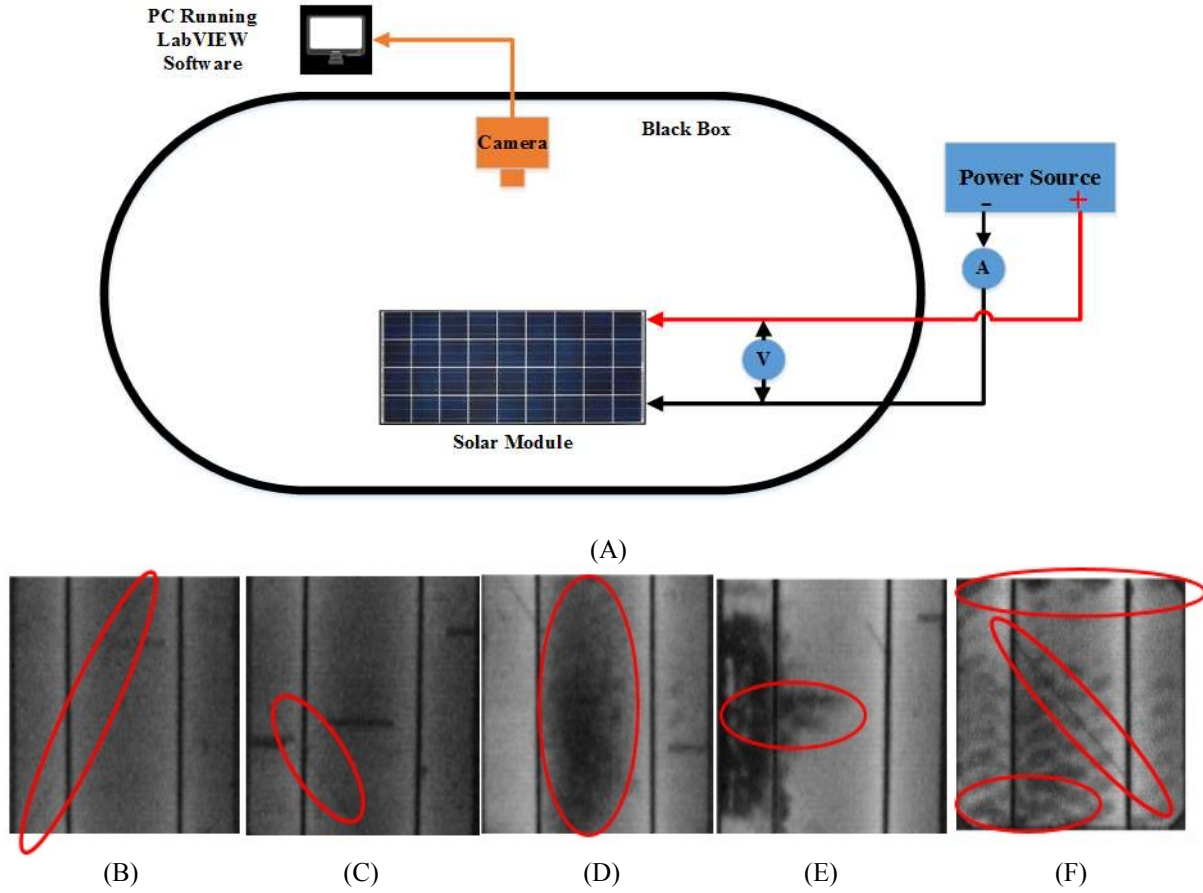 PC Running
LabVIEW
Software
Camera
Black Box
Power Source
- +
A
V
Solar Module
(A)
(B) (C) (D) (E) (F)